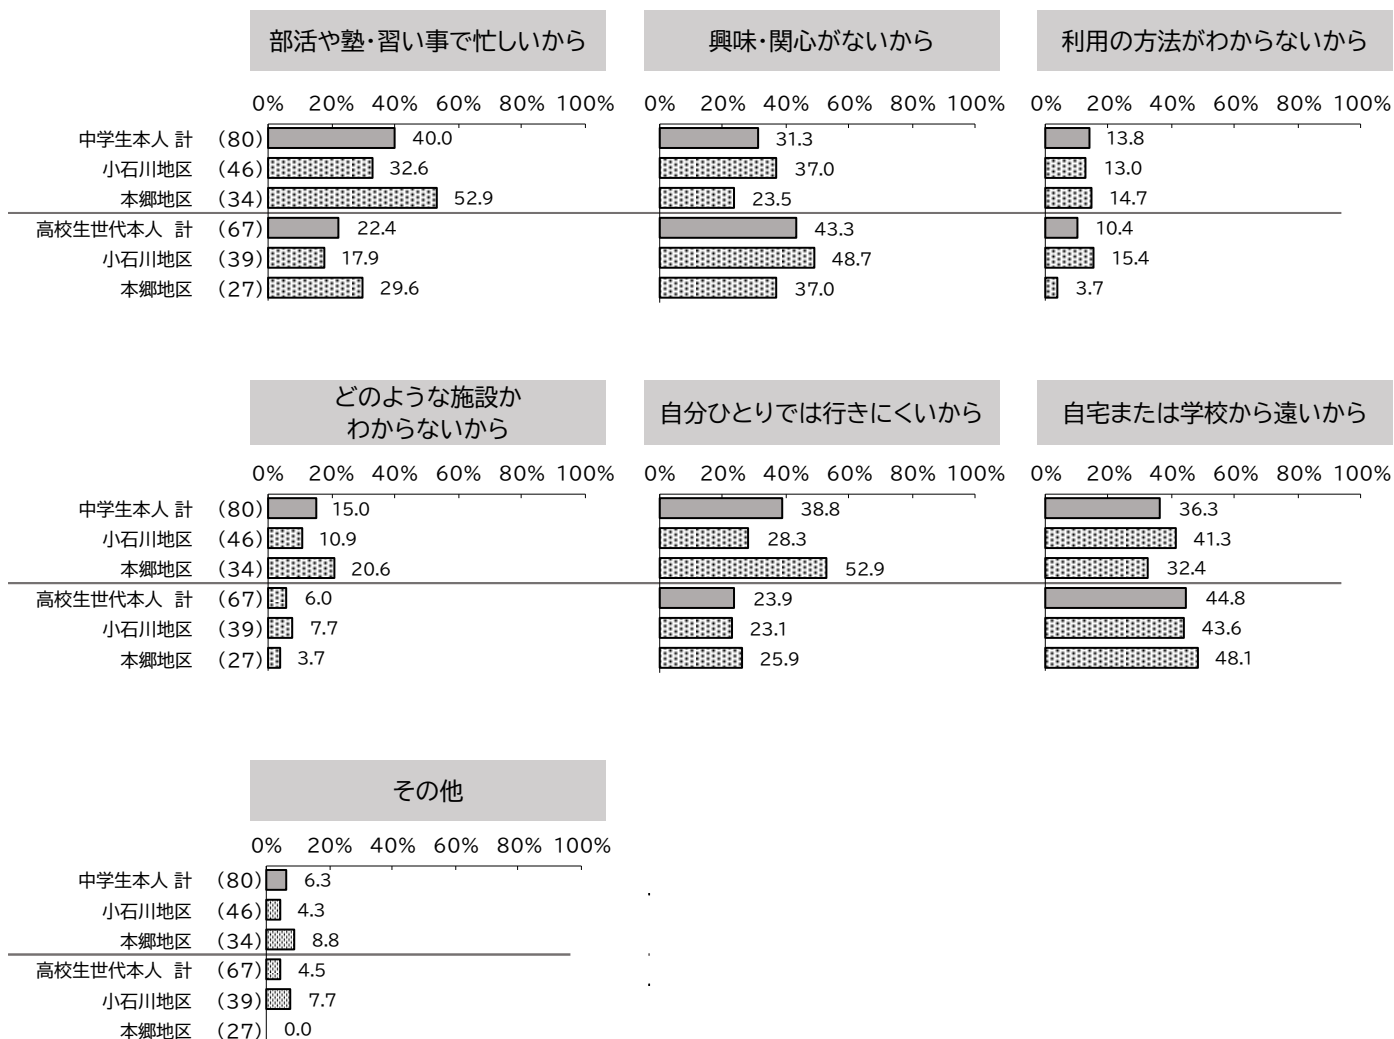 部活や塾・習い事で忙しいから
興味・関心がないから
利用の方法がわからないから
0% 20% 40% 60% 80% 100%
0% 20% 40% 60% 80% 100%
0% 20% 40% 60% 80% 100%
中学生本人 計 (80) 40.0 31.3 13.8
小石川地区 (46) 32.6 37.0 13.0
本郷地区 (34) 52.9 23.5 14.7
高校生世代本人 計 (67) 22.4 43.3 10.4
小石川地区 (39) 17.9 48.7 15.4
本郷地区 (27) 29.6 37.0 3.7
どのような施設か
わからないから
自分ひとりでは行きにくいから
自宅または学校から遠いから
0% 20% 40% 60% 80% 100%
0% 20% 40% 60% 80% 100%
0% 20% 40% 60% 80% 100%
中学生本人 計 (80) 15.0 38.8 36.3
小石川地区 (46) 10.9 28.3 41.3
本郷地区 (34) 20.6 52.9 32.4
高校生世代本人 計 (67) 6.0 23.9 44.8
小石川地区 (39) 7.7 23.1 43.6
本郷地区 (27) 3.7 25.9 48.1
その他
0% 20% 40% 60% 80% 100%
中学生本人 計 (80) 6.3
小石川地区 (46) 4.3
本郷地区 (34) 8.8
高校生世代本人 計 (67) 4.5
小石川地区 (39) 7.7
本郷地区 (27) 0.0